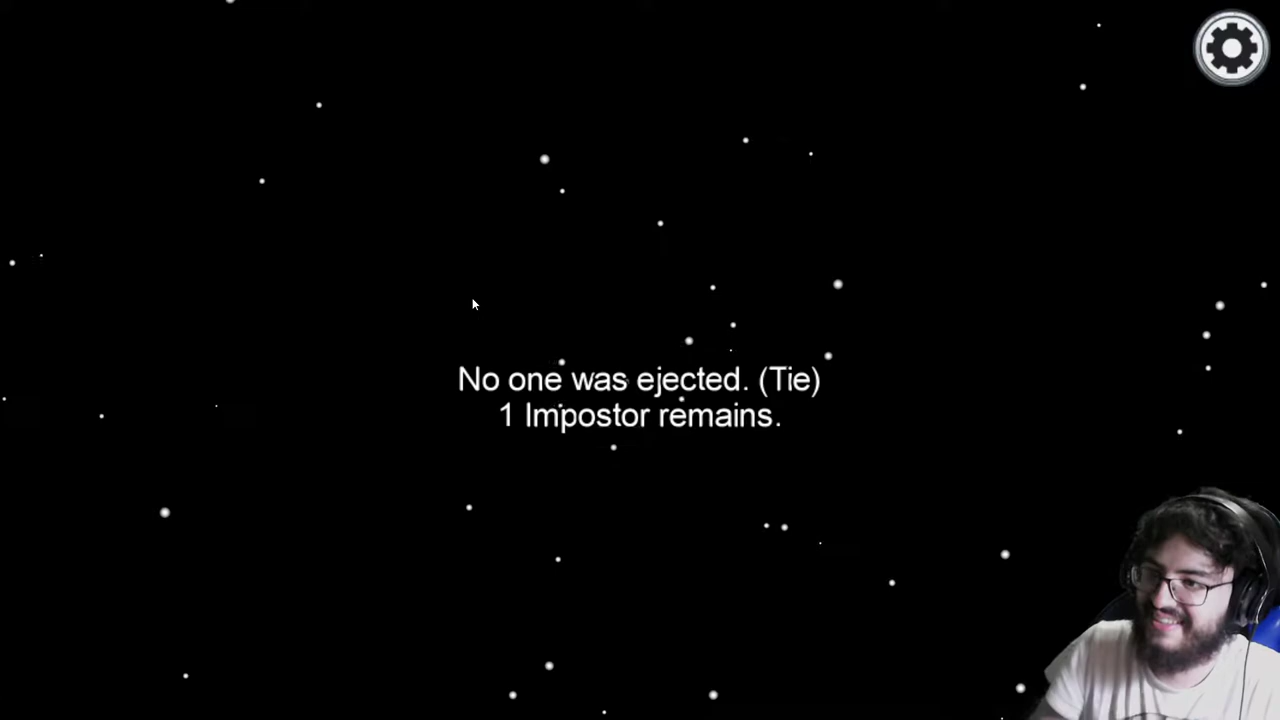 No one was ejected. (Tie)
1 Impostor remains.